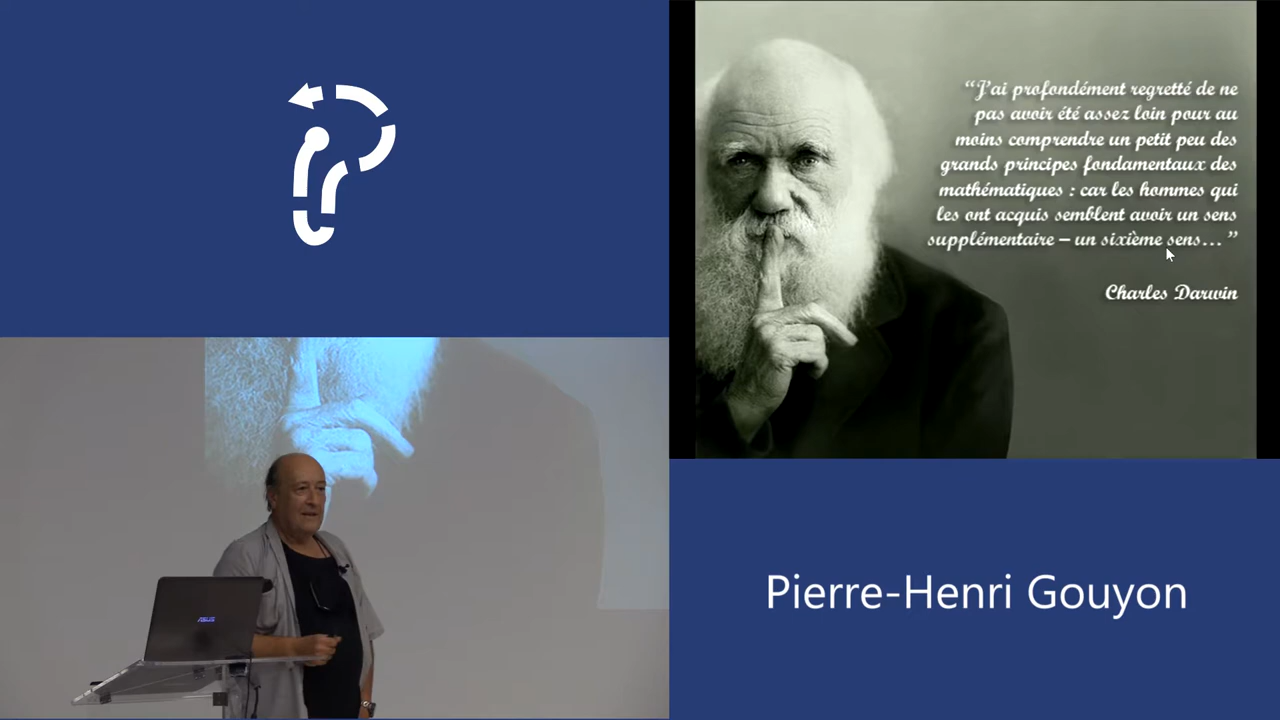 “J'ai profondément regretté de ne
pas avoir été assez loin pour au
moins comprendre un petit peu des
grands principes fondamentaux des
mathématiques : car les hommes qui
les ont acquis semblent avoir un sens
supplémentaire – un sixième sens... ”
Charles Darwin
ASUS
Pierre-Henri Gouyon